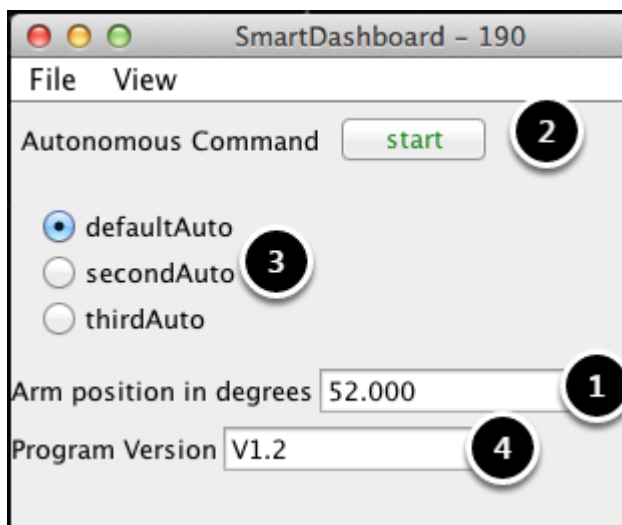 SmartDashboard – 190
File View
Autonomous Command start 2
defaultAuto
secondAuto 3
thirdAuto
Arm position in degrees 52.000 1
Program Version V1.2 4